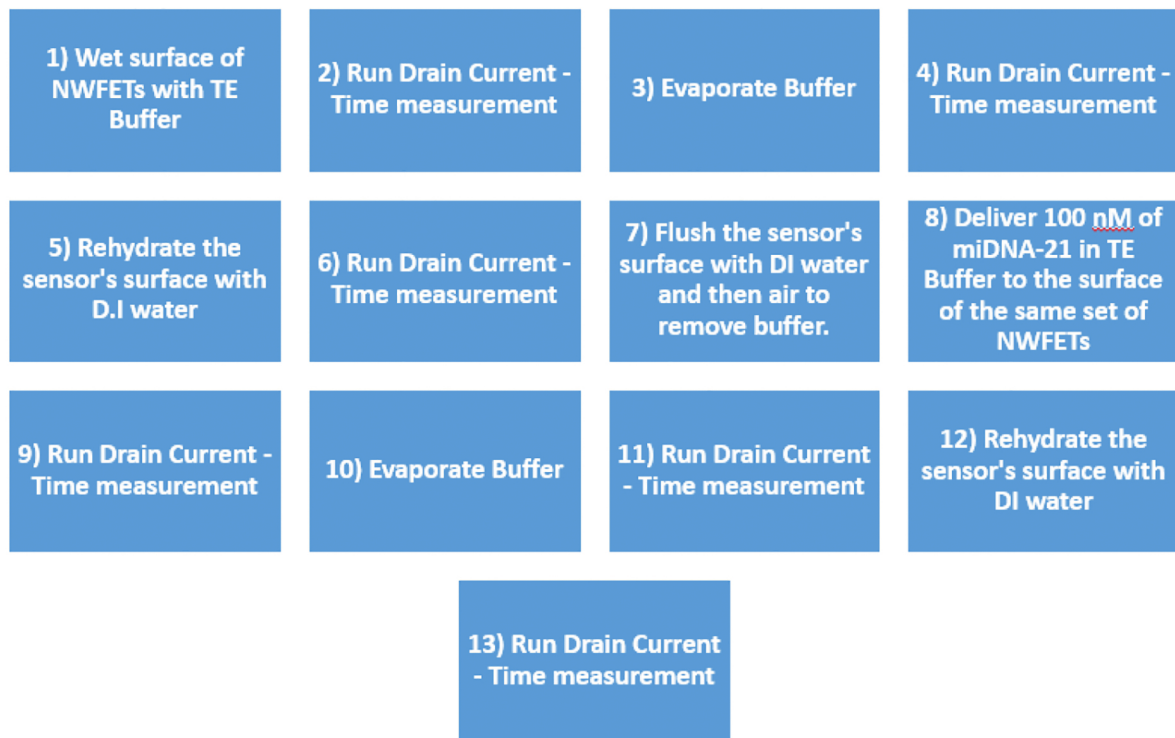 1) Wet surface of
NWFETs with TE
Buffer
2) Run Drain Current -
Time measurement
3) Evaporate Buffer
4) Run Drain Current -
Time measurement
5) Rehydrate the
sensor's surface with
D.I water
6) Run Drain Current -
Time measurement
7) Flush the sensor's
surface with DI water
and then air to
remove buffer.
8) Deliver 100 nM of
miDNA-21 in TE
Buffer to the surface
of the same set of
NWFETs
9) Run Drain Current -
Time measurement
10) Evaporate Buffer
11) Run Drain Current
- Time measurement
12) Rehydrate the
sensor's surface with
DI water
13) Run Drain Current
- Time measurement